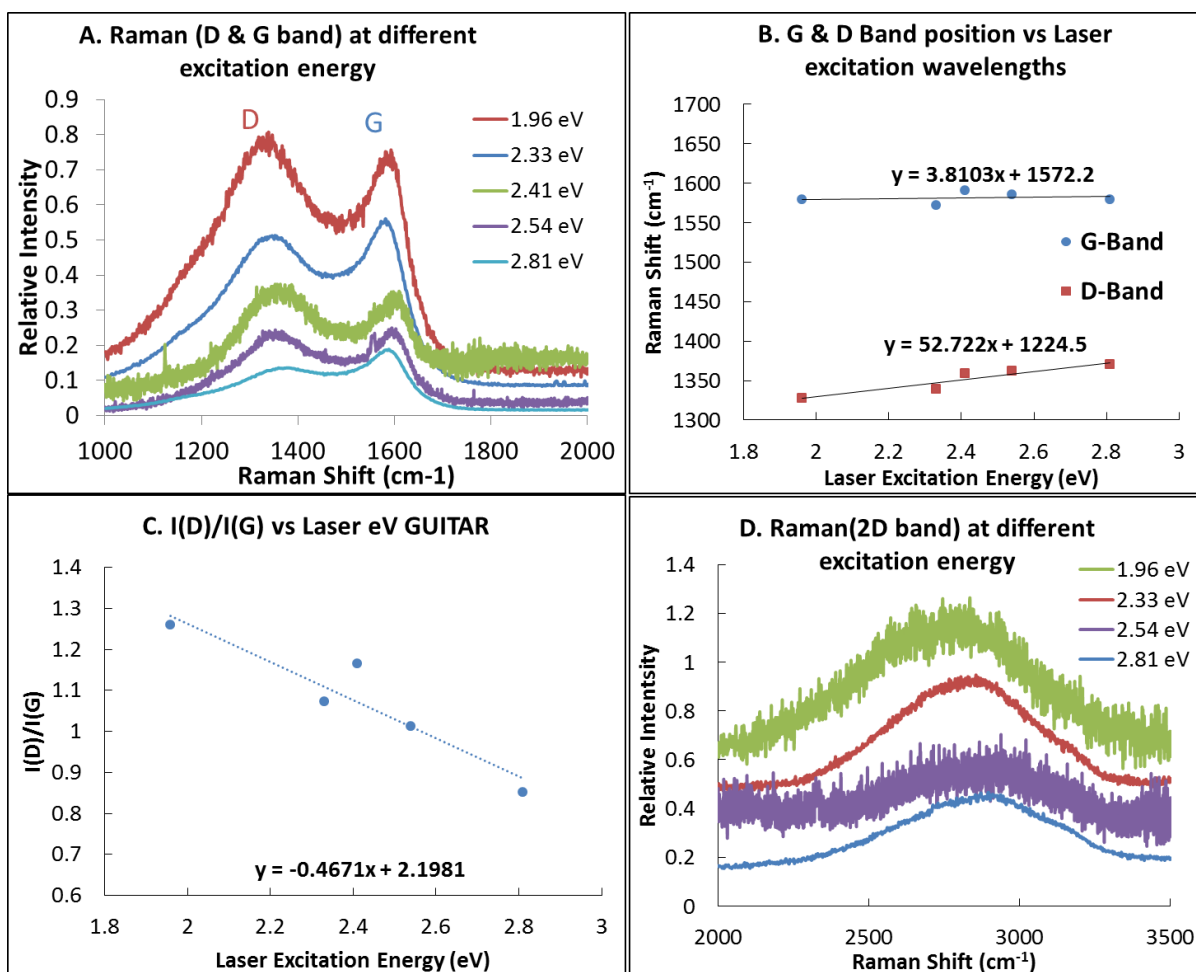 A. Raman (D & G band) at different
excitation energy
D
G
1.96 eV
2.33 eV
2.41 eV
2.54 eV
2.81 eV
0.9
0.8
0.7
0.6
0.5
0.4
0.3
0.2
0.1
0
Relative Intensity
1000
1200
1400
1600
1800
2000
Raman Shift (cm-1)
B. G & D Band position vs Laser
excitation wavelengths
1700
1650
1600
1550
1500
1450
1400
1350
1300
Raman Shift (cm⁻¹)
y = 3.8103x + 1572.2
G-Band
D-Band
y = 52.722x + 1224.5
1.8
2
2.2
2.4
2.6
2.8
3
Laser Excitation Energy (eV)
C. I(D)/I(G) vs Laser eV GUITAR
1.4
1.3
1.2
1.1
1
0.9
0.8
0.7
0.6
I(D)/I(G)
y = -0.4671x + 2.1981
1.8
2
2.2
2.4
2.6
2.8
3
Laser Excitation Energy (eV)
D. Raman(2D band) at different
excitation energy
1.96 eV
2.33 eV
2.54 eV
2.81 eV
1.4
1.2
1
0.8
0.6
0.4
0.2
0
Relative Intentsity
2000
2500
3000
3500
Raman Shift (cm⁻¹)